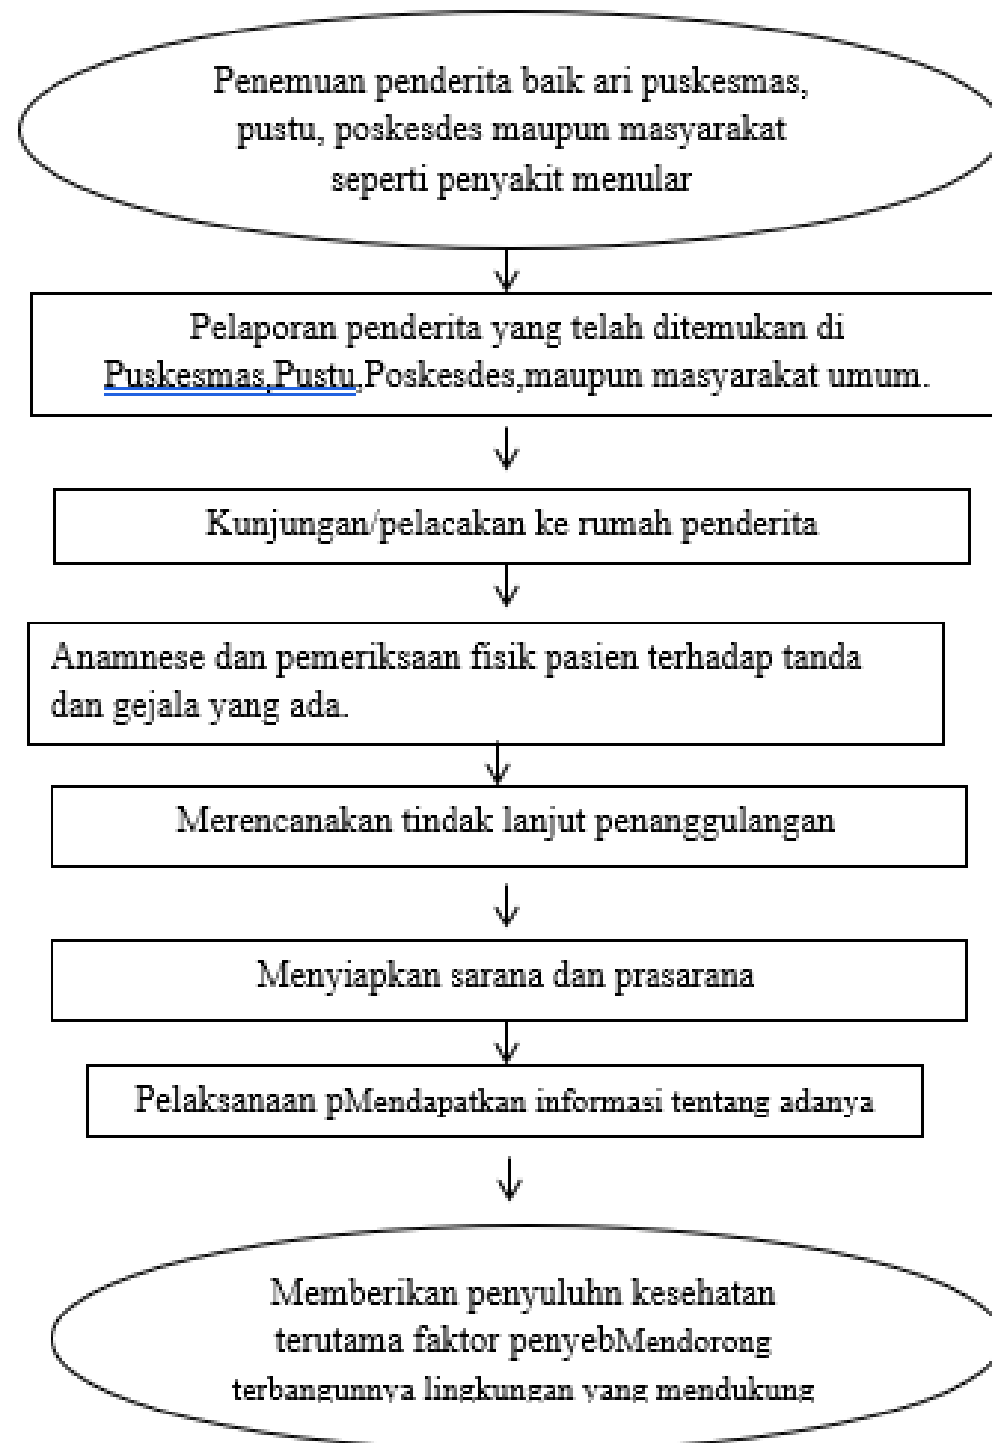 Penemuan penderita baik ari puskesmas,
pustu, poskesdes maupun masyarakat
seperti penyakit menular
Pelaporan penderita yang telah ditemukan di
Puskesmas,Pustu,Poskesdes,maupun masyarakat umum.
Kunjungan/pelacakan ke rumah penderita
Anamnese dan pemeriksaan fisik pasien terhadap tanda
dan gejala yang ada.
Merencanakan tindak lanjut penanggulangan
Menyiapkan sarana dan prasarana
Pelaksanaan pMendapatkan informasi tentang adanya
Memberikan penyuluhn kesehatan
terutama faktor penyebMendorong
terbangunnya lingkungan yang mendukung